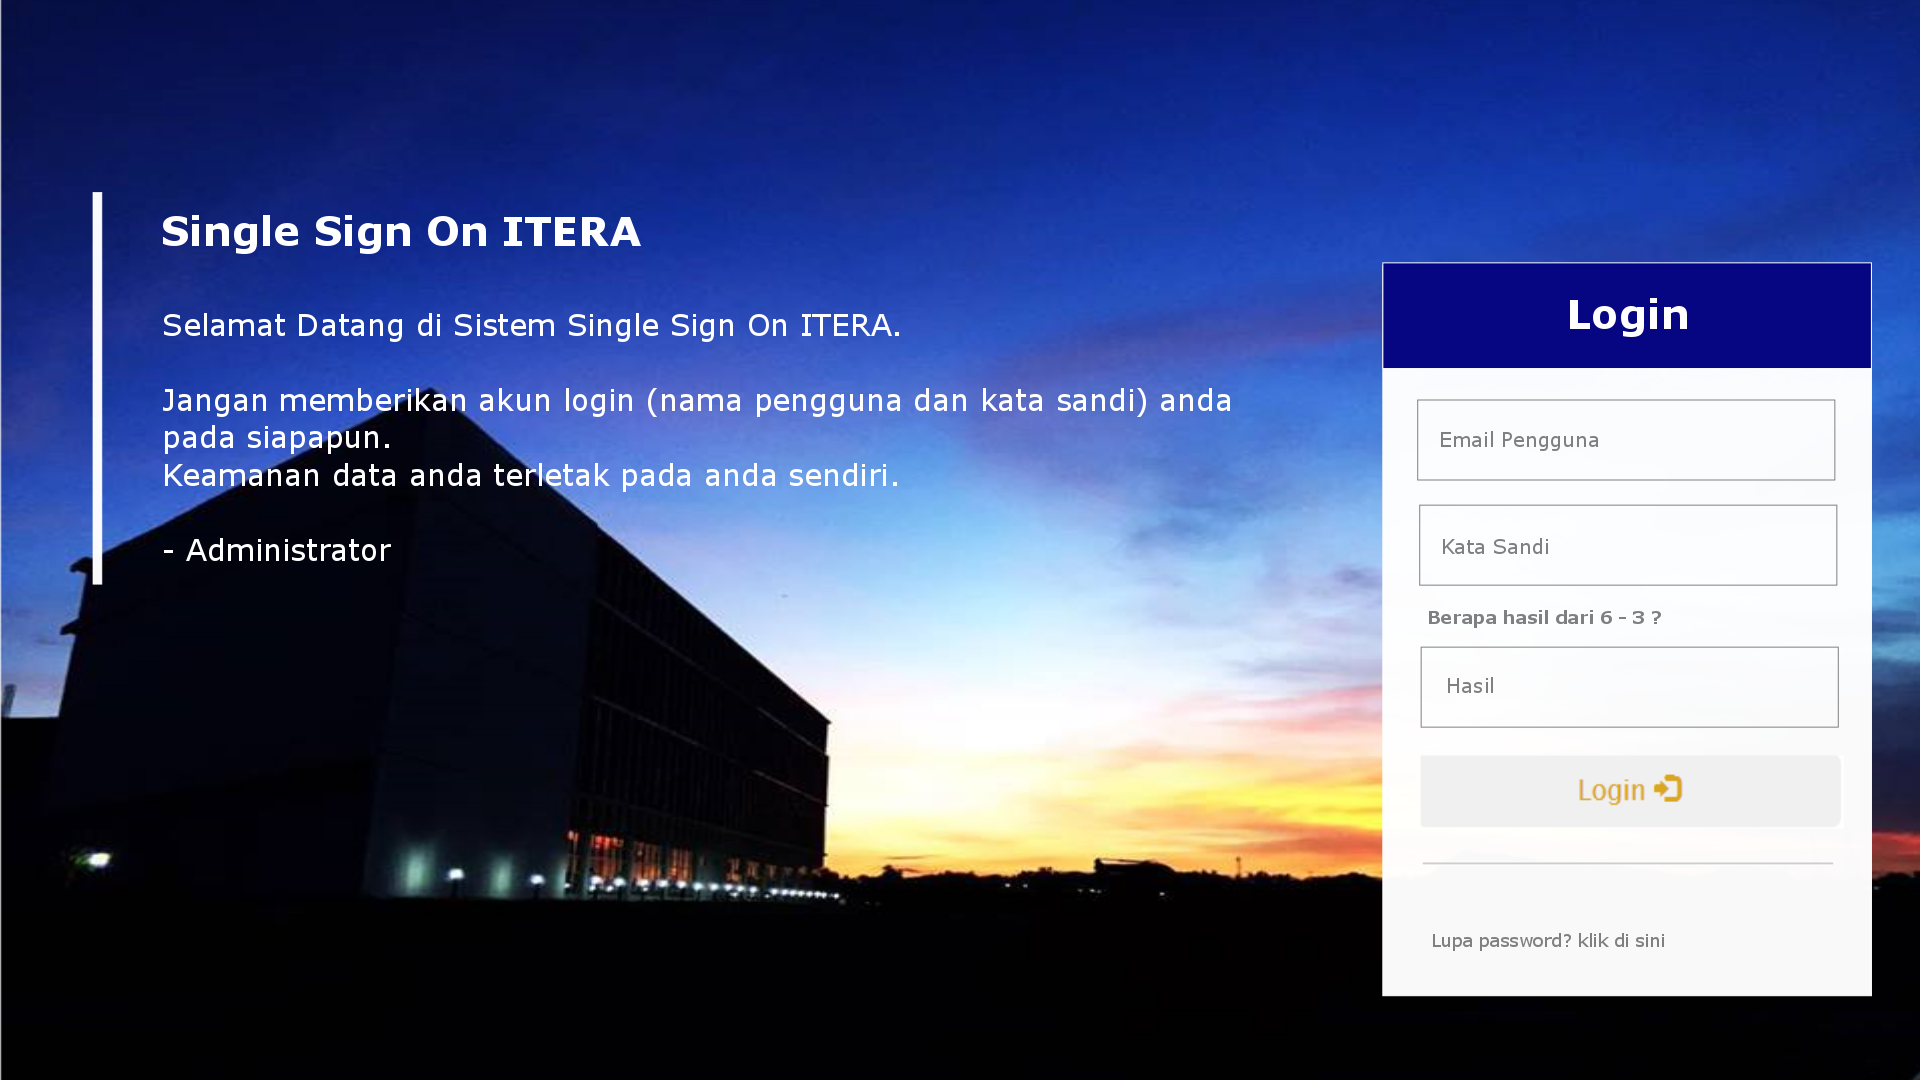 Single Sign On ITERA
Selamat Datang di Sistem Single Sign On ITERA.
Jangan memberikan akun login (nama pengguna dan kata sandi) anda
pada siapapun.
Keamanan data anda terletak pada anda sendiri.
- Administrator
Login
Email Pengguna
Kata Sandi
Berapa hasil dari 6 - 3 ?
Hasil
Login
Lupa password? klik di sini